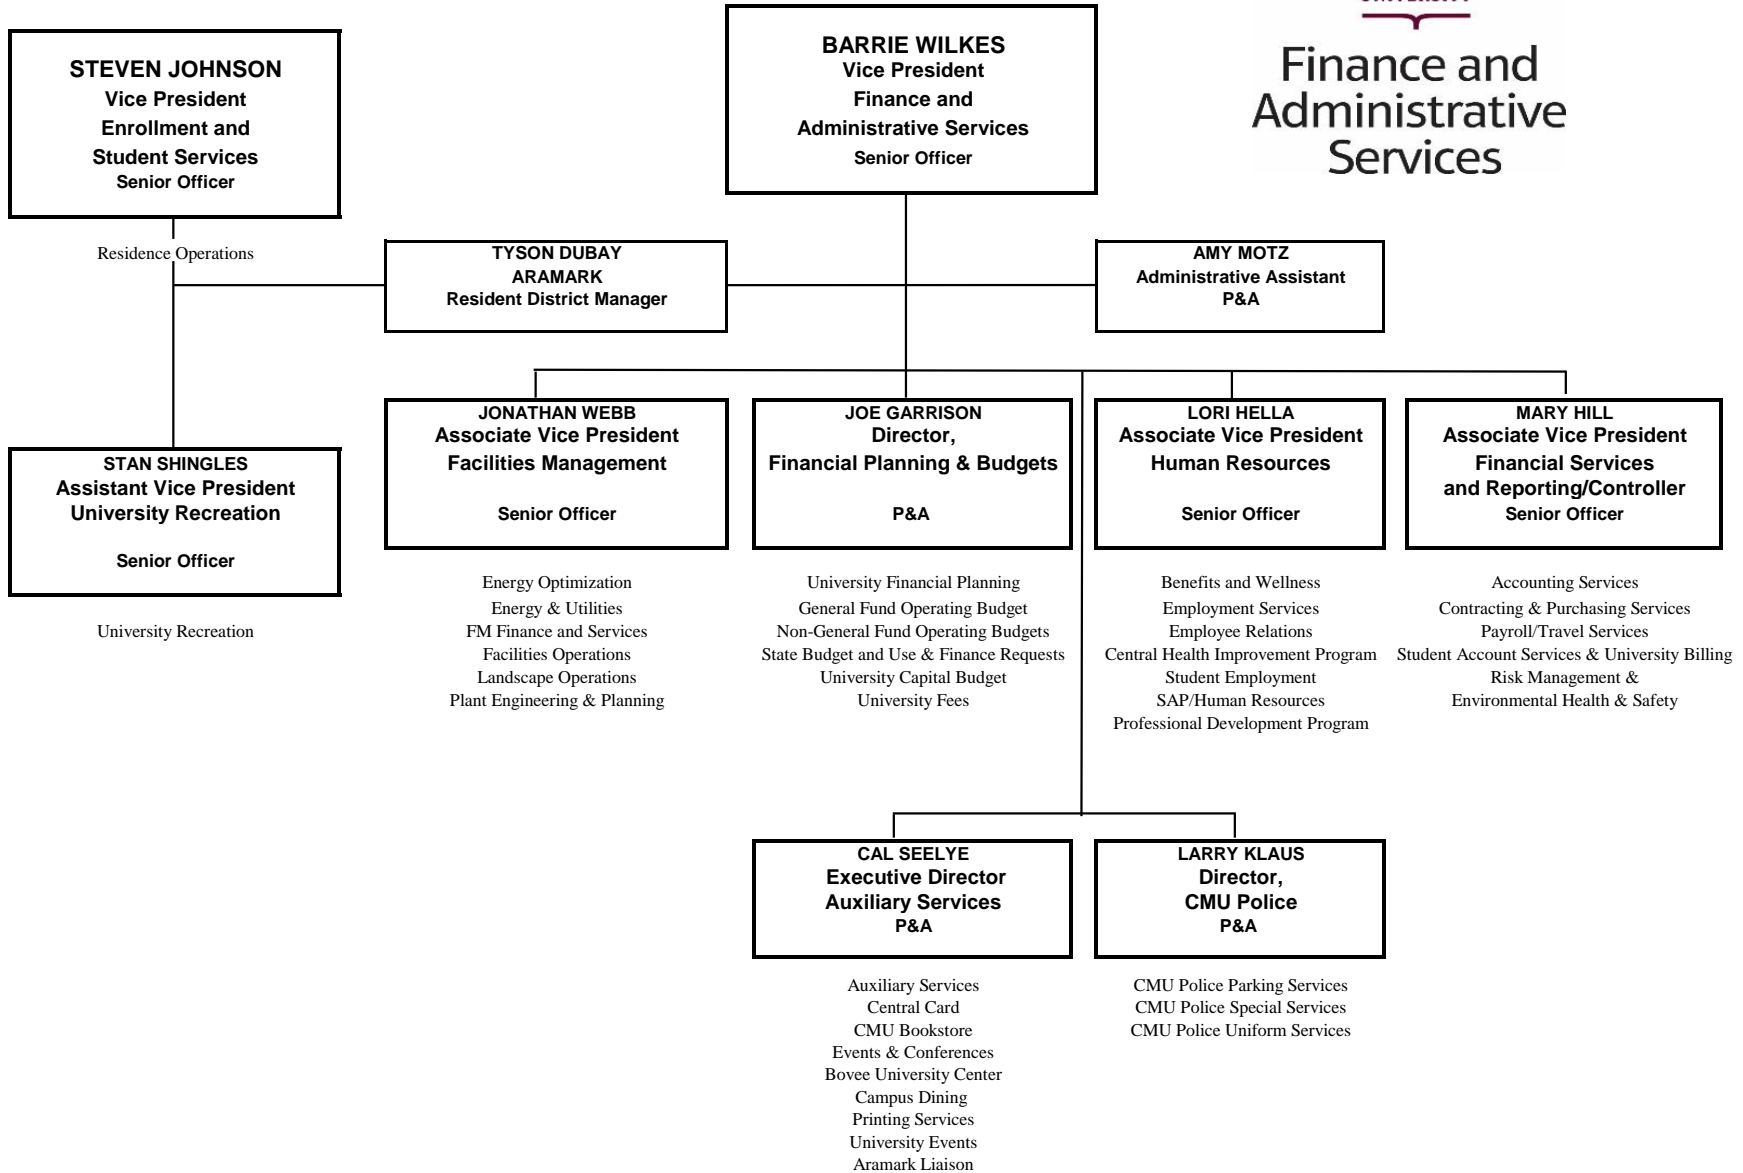 STEVEN JOHNSON
Vice President
Enrollment and
Student Services
Senior Officer
BARRIE WILKES
Vice President
Finance and
Administrative Services
Senior Officer
Finance and
Administrative
Services
Residence Operations
TYSON DUBAY
ARAMARK
Resident District Manager
AMY MOTZ
Administrative Assistant
P&A
STAN SHINGLES
Assistant Vice President
University Recreation
Senior Officer
University Recreation
JONATHAN WEBB
Associate Vice President
Facilities Management
Senior Officer
Energy Optimization
Energy & Utilities
FM Finance and Services
Facilities Operations
Landscape Operations
Plant Engineering & Planning
JOE GARRISON
Director,
Financial Planning & Budgets
P&A
University Financial Planning
General Fund Operating Budget
Non-General Fund Operating Budgets
State Budget and Use & Finance Requests
University Capital Budget
University Fees
LORI HELLA
Associate Vice President
Human Resources
Senior Officer
Benefits and Wellness
Employment Services
Employee Relations
Central Health Improvement Program
Student Employment
SAP/Human Resources
Professional Development Program
MARY HILL
Associate Vice President
Financial Services
and Reporting/Controller
Senior Officer
Accounting Services
Contracting & Purchasing Services
Payroll/Travel Services
Student Account Services & University Billing
Risk Management &
Environmental Health & Safety
CAL SEELYE
Executive Director
Auxiliary Services
P&A
Auxiliary Services
Central Card
CMU Bookstore
Events & Conferences
Bovee University Center
Campus Dining
Printing Services
University Events
Aramark Liaison
LARRY KLAUS
Director,
CMU Police
P&A
CMU Police Parking Services
CMU Police Special Services
CMU Police Uniform Services